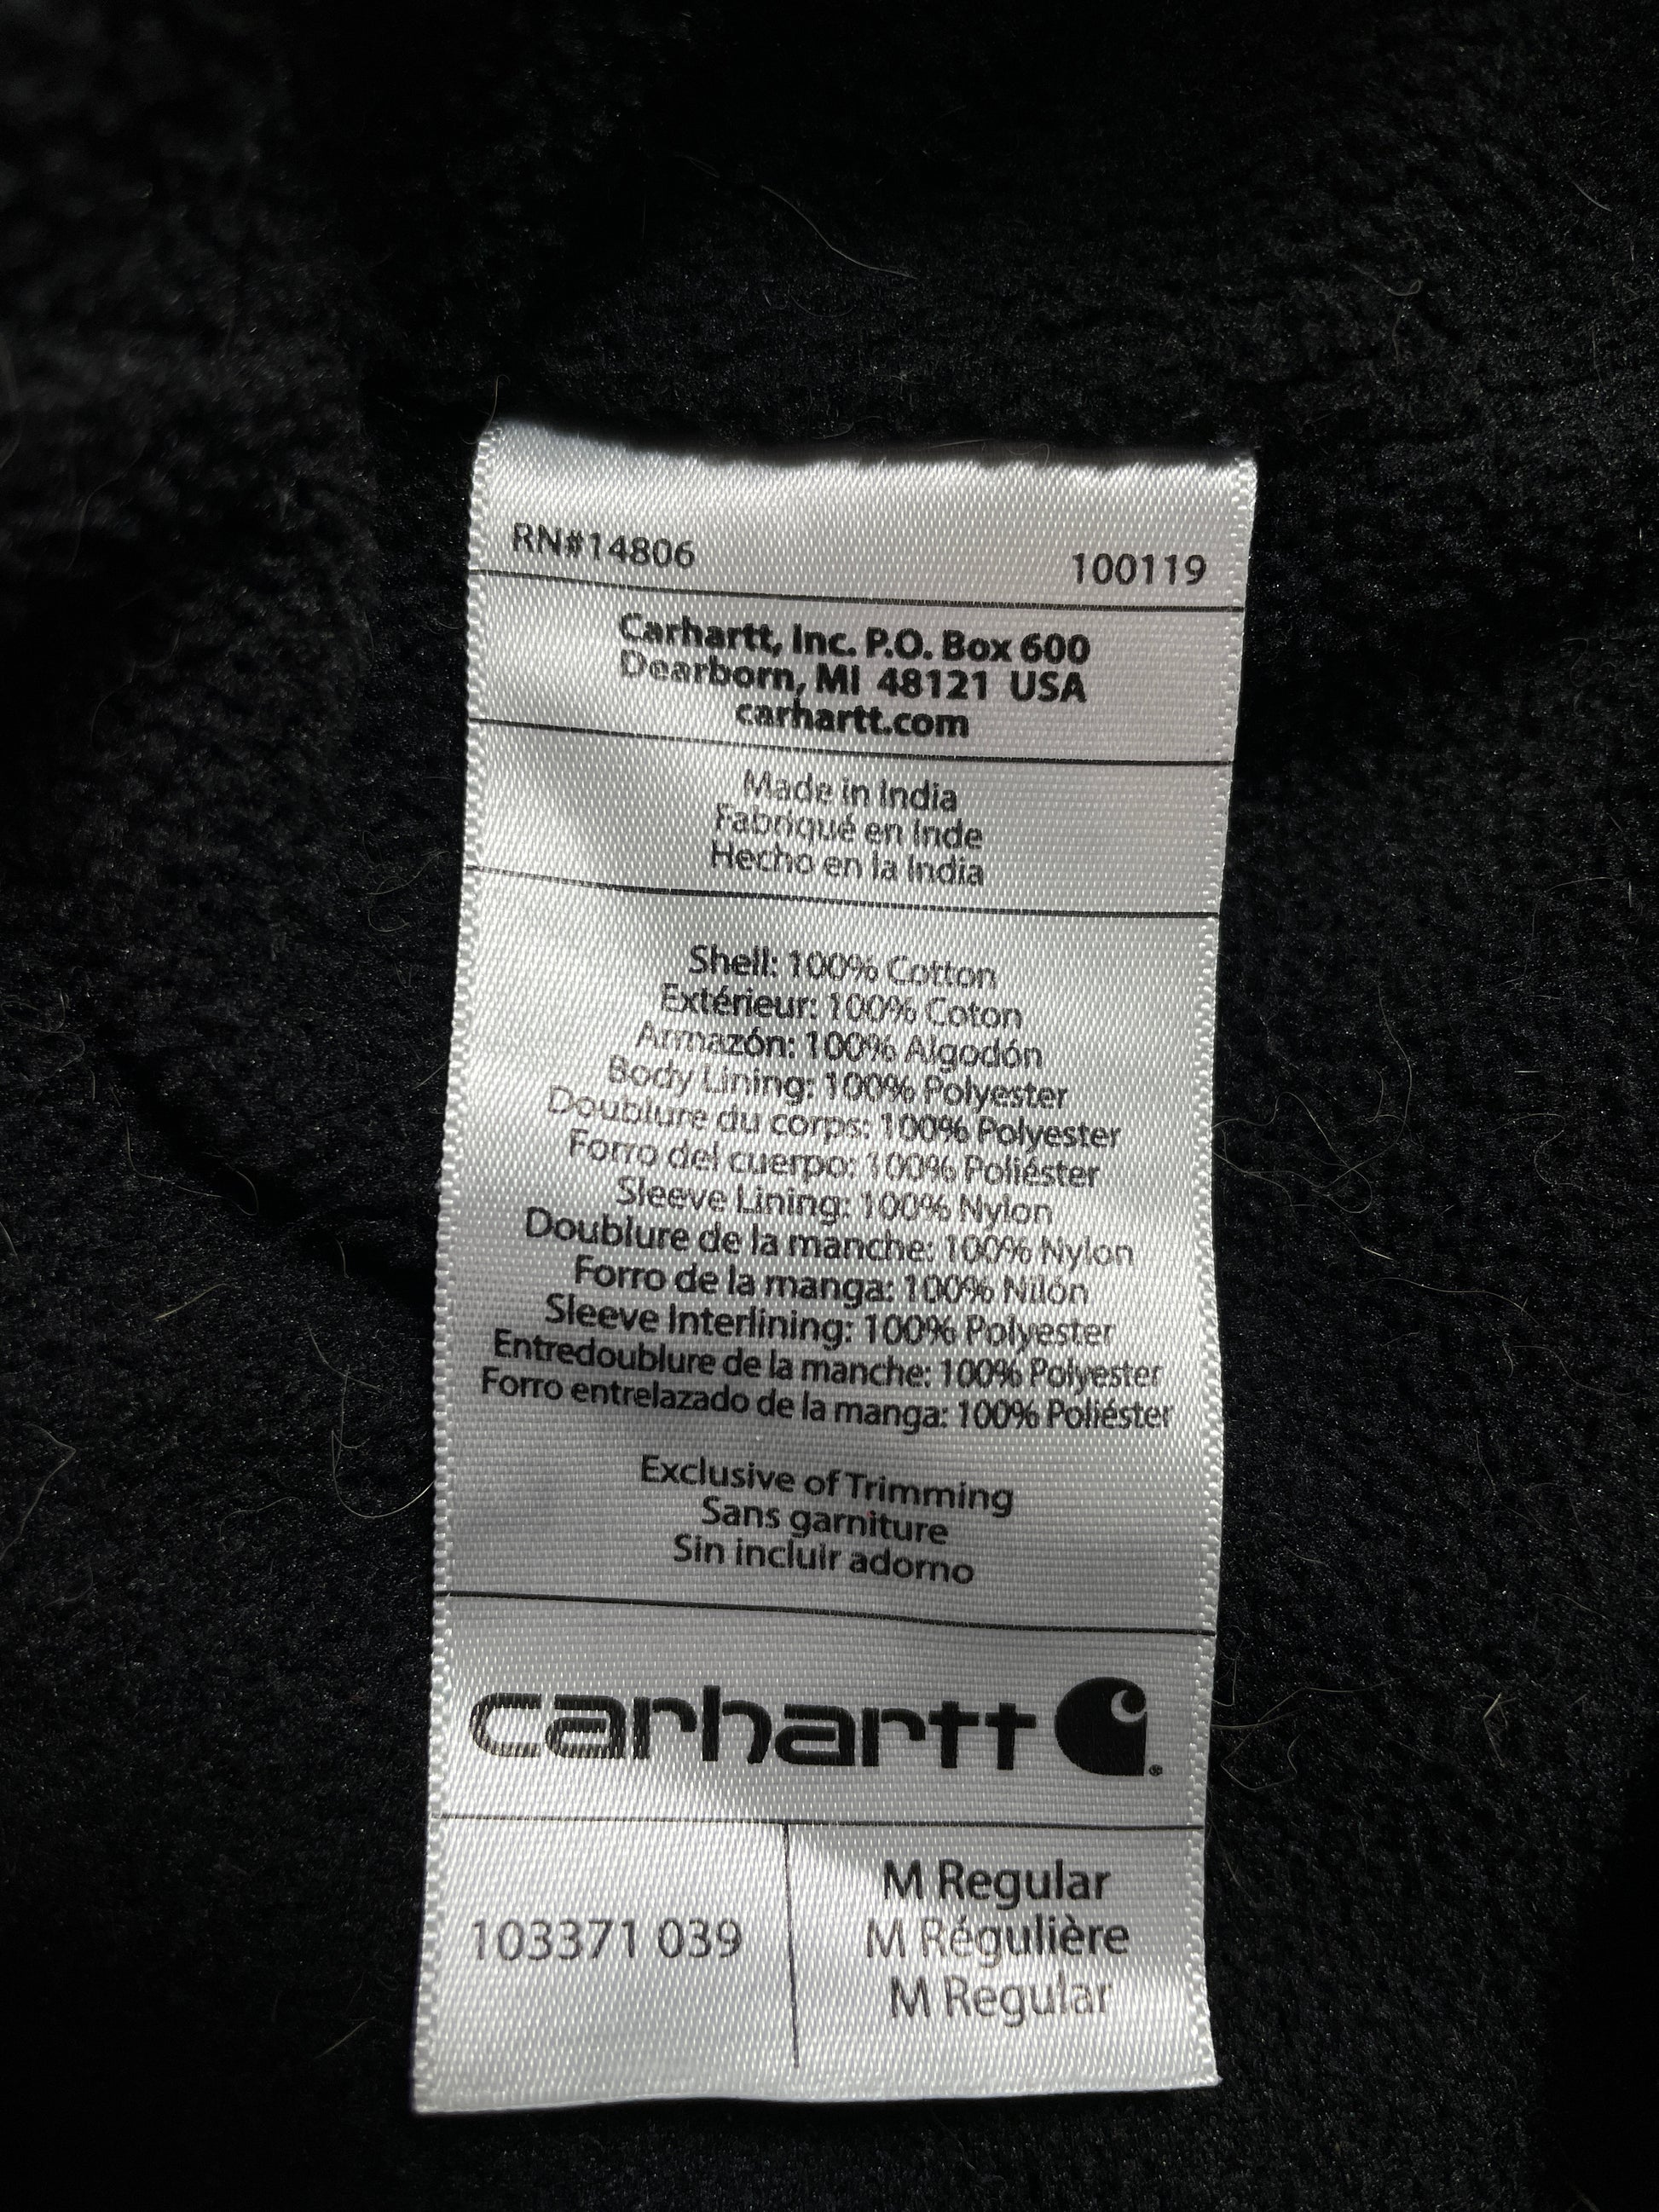 RN#14806 100119
Carhartt, Inc. P.O. Box 600
Dearborn, MI 48121 USA
carhartt.com
Made in India
Fabriqué en Inde
Hecho en la India
Shell: 100% Cotton
Extérieur: 100% Coton
Armazón: 100% Algodón
Body Lining: 100% Polyester
Doublure du corps: 100% Polyester
Forro del cuerpo: 100% Poliéster
Sleeve Lining: 100% Nylon
Doublure de la manche: 100% Nylon
Forro de la manga: 100% Nilón
Sleeve Interlining: 100% Polyester
Entredoublure de la manche: 100% Polyester
Forro entrelazado de la manga: 100% Poliéster
Exclusive of Trimming
Sans garniture
Sin incluir adorno
carhartt ®
103371 039
M Regular
M Régulière
M Regular